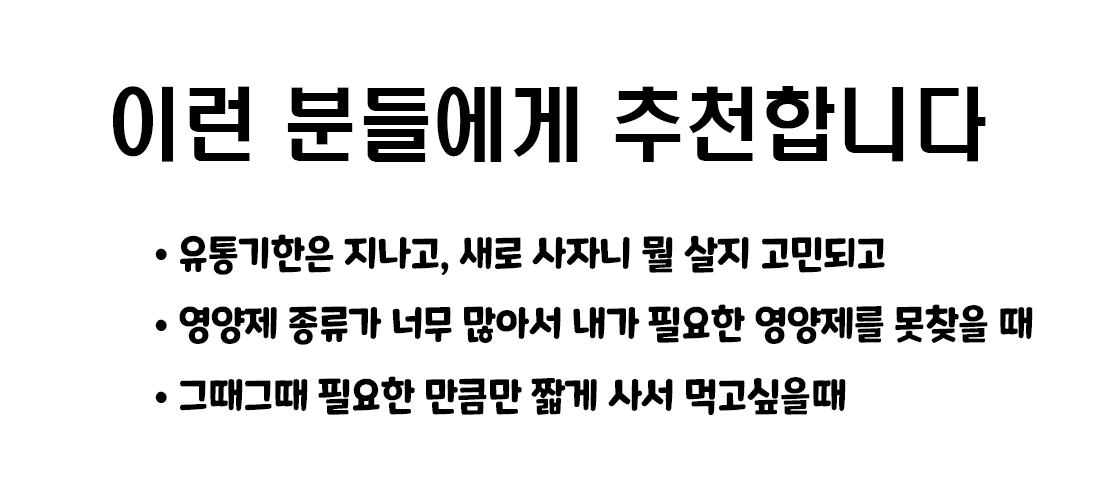 이런 분들에게 추천합니다
• 유통기한은 지나고, 새로 사자니 뭘 살지 고민되고
• 영양제 종류가 너무 많아서 내가 필요한 영양제를 못찾을 때
• 그때그때 필요한 만큼만 짧게 사서 먹고싶을때